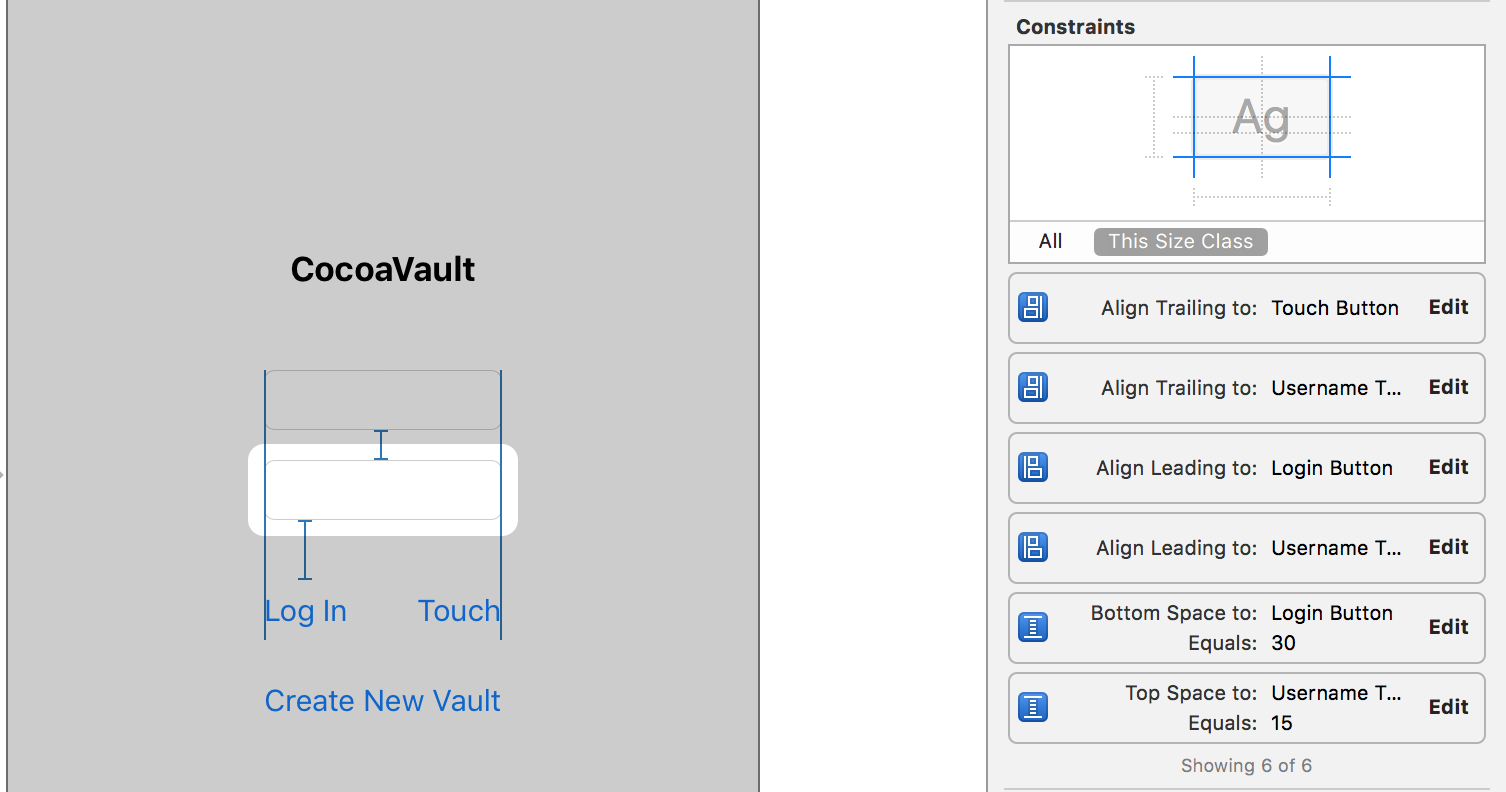 CocoaVault
Log In
Touch
Create New Vault
Constraints
Ag
All
This Size Class
Align Trailing to: Touch Button Edit
Align Trailing to: Username T... Edit
Align Leading to: Login Button Edit
Align Leading to: Username T... Edit
Bottom Space to: Login Button Edit
Equals: 30
Top Space to: Username T... Edit
Equals: 15
Showing 6 of 6